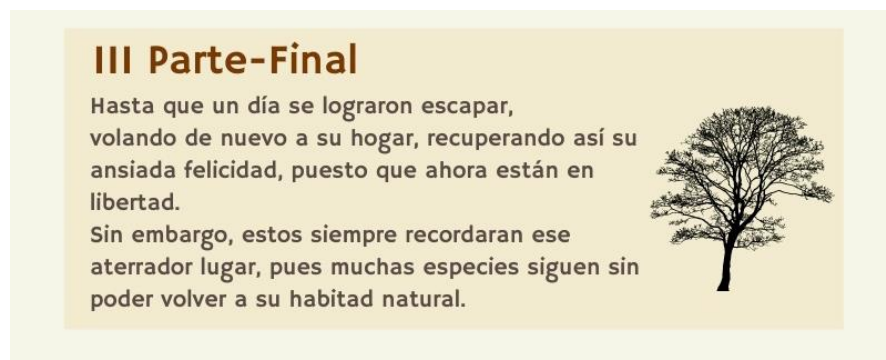 III Parte-Final
Hasta que un día se lograron escapar,
volando de nuevo a su hogar, recuperando así su
ansiada felicidad, puesto que ahora están en
libertad.
Sin embargo, estos siempre recordaran ese
aterrador lugar, pues muchas especies siguen sin
poder volver a su habitad natural.